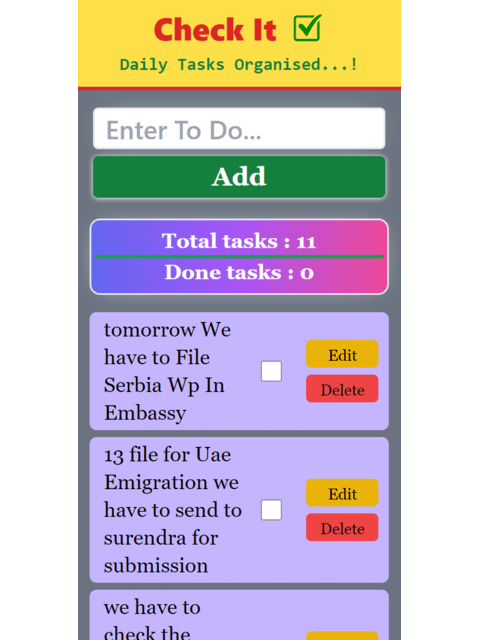 Check It
Daily Tasks Organised...!
Enter To Do...
Add
Total tasks : 11
Done tasks : 0
tomorrow We
have to File
Serbia Wp In
Embassy
Edit
Delete
13 file for Uae
Emigration we
have to send to
surendra for
submission
Edit
Delete
we have to
check the